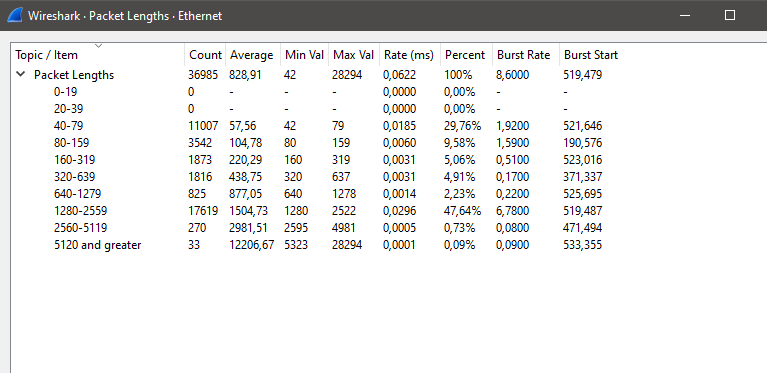 Wireshark · Packet Lengths · Ethernet
Topic / Item Count Average Min Val Max Val Rate (ms) Percent Burst Rate Burst Start
Packet Lengths 36985 828,91 42 28294 0,0622 100% 8,6000 519,479
0-19 0 - - - 0,0000 0,00% - -
20-39 0 - - - 0,0000 0,00% - -
40-79 11007 57,56 42 79 0,0185 29,76% 1,9200 521,646
80-159 3542 104,78 80 159 0,0060 9,58% 1,5900 190,576
160-319 1873 220,29 160 319 0,0031 5,06% 0,5100 523,016
320-639 1816 438,75 320 637 0,0031 4,91% 0,1700 371,337
640-1279 825 877,05 640 1278 0,0014 2,23% 0,2200 525,695
1280-2559 17619 1504,73 1280 2522 0,0296 47,64% 6,7800 519,487
2560-5119 270 2981,51 2595 4981 0,0005 0,73% 0,0800 471,494
5120 and greater 33 12206,67 5323 28294 0,0001 0,09% 0,0900 533,355